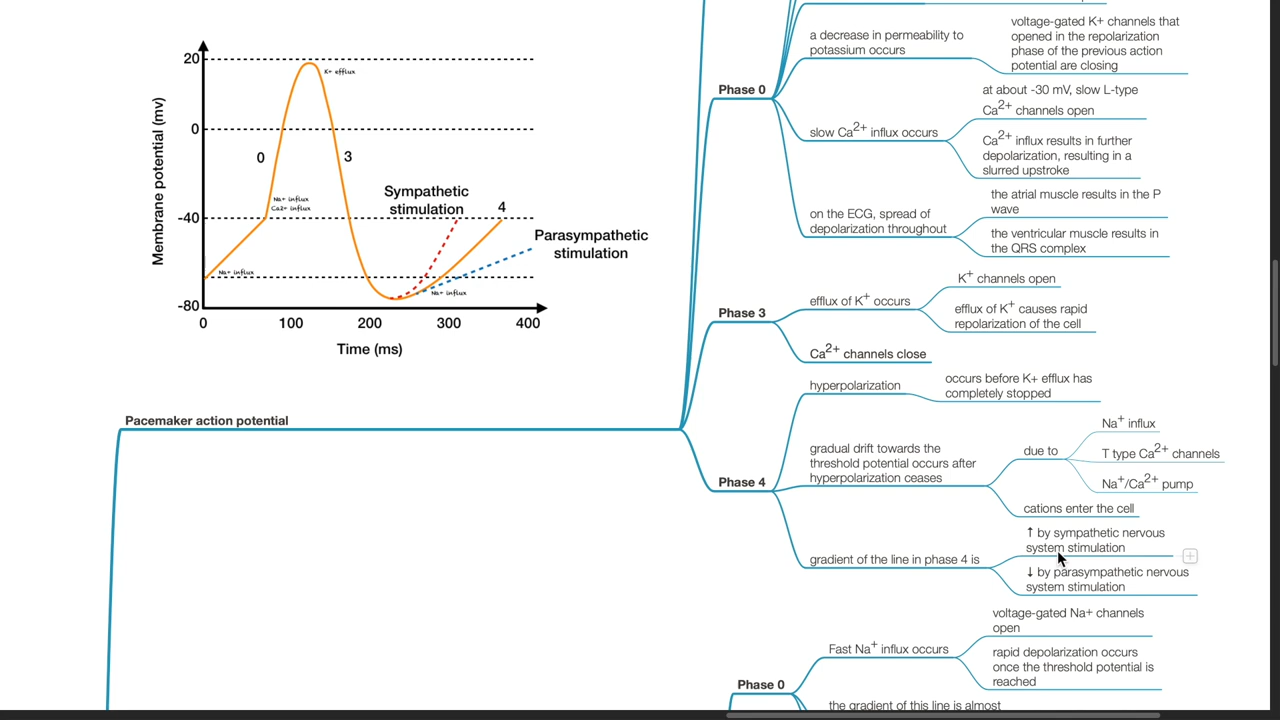 20
0
-40
-80
Membrane potential (mv)
K+ efflux
0
3
Na+ influx
Ca2+ influx
Na+ influx
Sympathetic
stimulation
4
Parasympathetic
stimulation
Na+ influx
0
100
200
300
400
Time (ms)
Pacemaker action potential
Phase 0
a decrease in permeability to
potassium occurs
voltage-gated K+ channels that
opened in the repolarization
phase of the previous action
potential are closing
slow Ca2+ influx occurs
at about -30 mV, slow L-type
Ca2+ channels open
Ca2+ influx results in further
depolarization, resulting in a
slurred upstroke
on the ECG, spread of
depolarization throughout
the atrial muscle results in the P
wave
the ventricular muscle results in
the QRS complex
Phase 3
efflux of K+ occurs
K+ channels open
efflux of K+ causes rapid
repolarization of the cell
Ca2+ channels close
Phase 4
hyperpolarization
occurs before K+ efflux has
completely stopped
gradual drift towards the
threshold potential occurs after
hyperpolarization ceases
due to
Na+ influx
T type Ca2+ channels
Na+/Ca2+ pump
cations enter the cell
gradient of the line in phase 4 is
↑ by sympathetic nervous
system stimulation
↓ by parasympathetic nervous
system stimulation
Phase 0
Fast Na+ influx occurs
voltage-gated Na+ channels
open
rapid depolarization occurs
once the threshold potential is
reached
the gradient of this line is almost